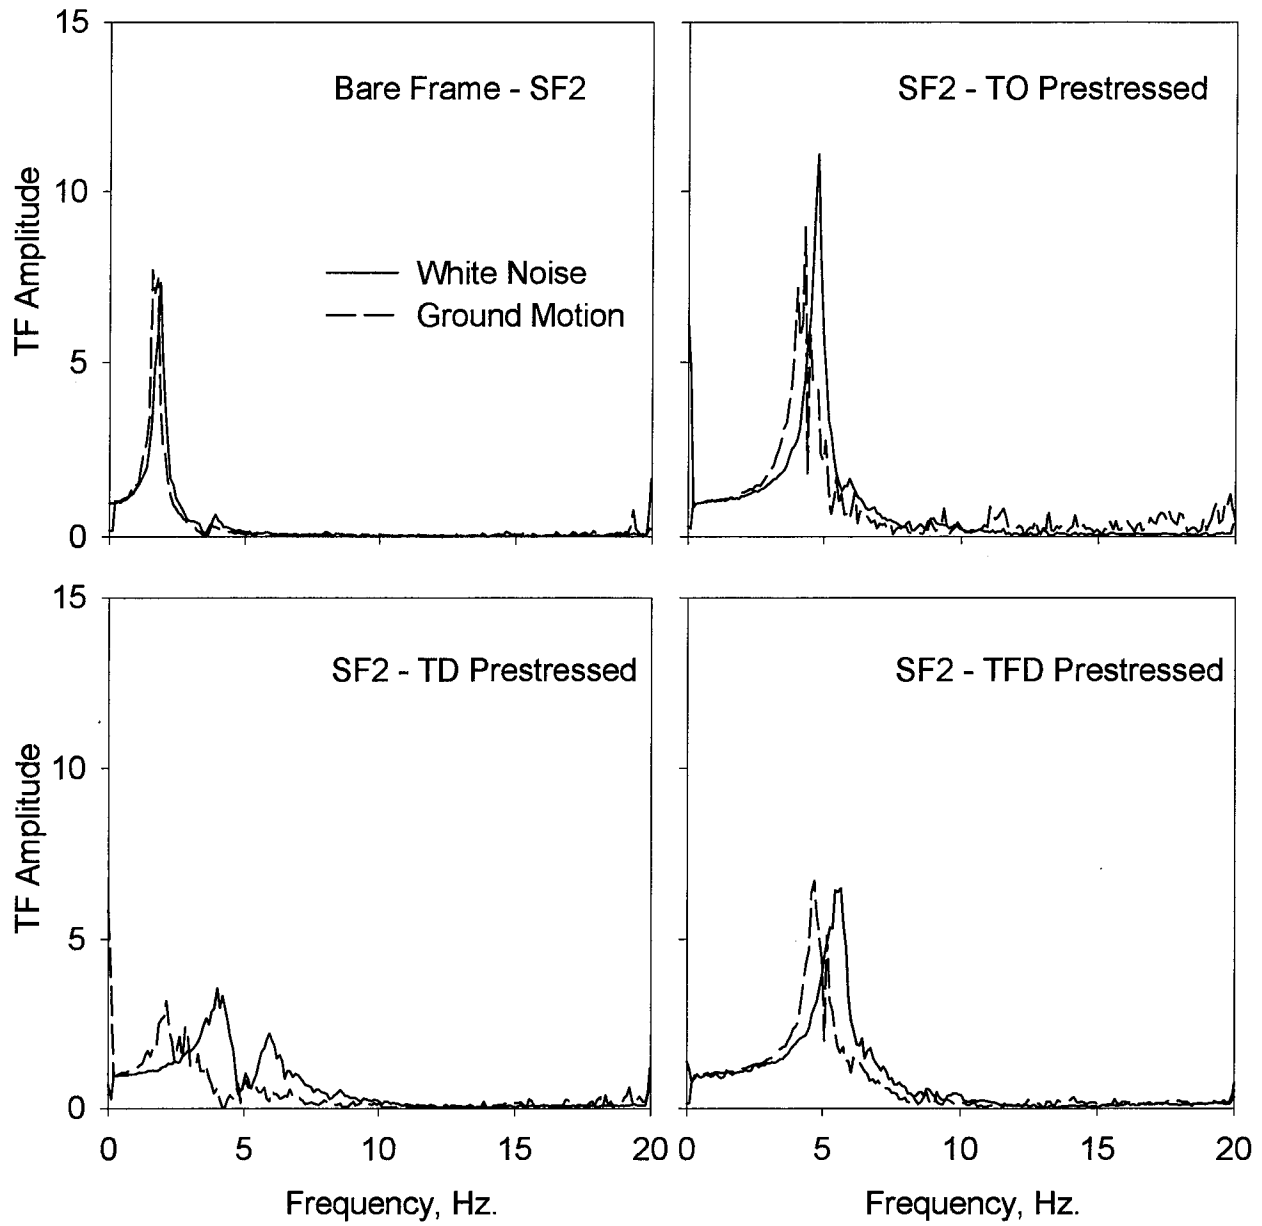 15
Bare Frame - SF2
SF2 - TO Prestressed
10
TF Amplitude
White Noise
Ground Motion
5
0
15
SF2 - TD Prestressed
SF2 - TFD Prestressed
10
TF Amplitude
5
0
0 5 10 15 20 0 5 10 15 20
Frequency, Hz. Frequency, Hz.